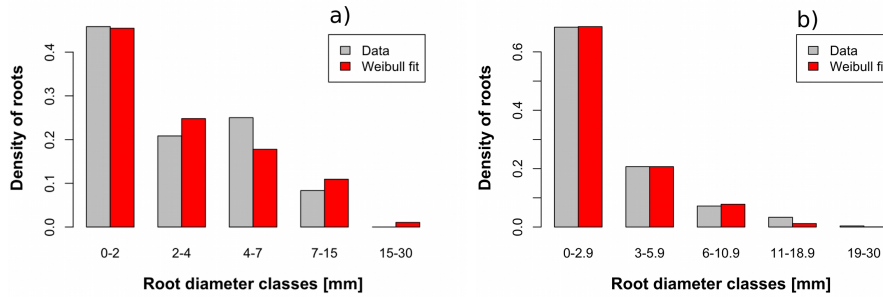 a)
Data
Weibull fit
Density of roots
0.4
0.3
0.2
0.1
0.0
0-2
2-4
4-7
7-15
15-30
Root diameter classes [mm]
b)
Data
Weibull fi
Density of roots
0.6
0.4
0.2
0.0
0-2.9
3-5.9
6-10.9
11-18.9
19-30
Root diameter classes [mm]